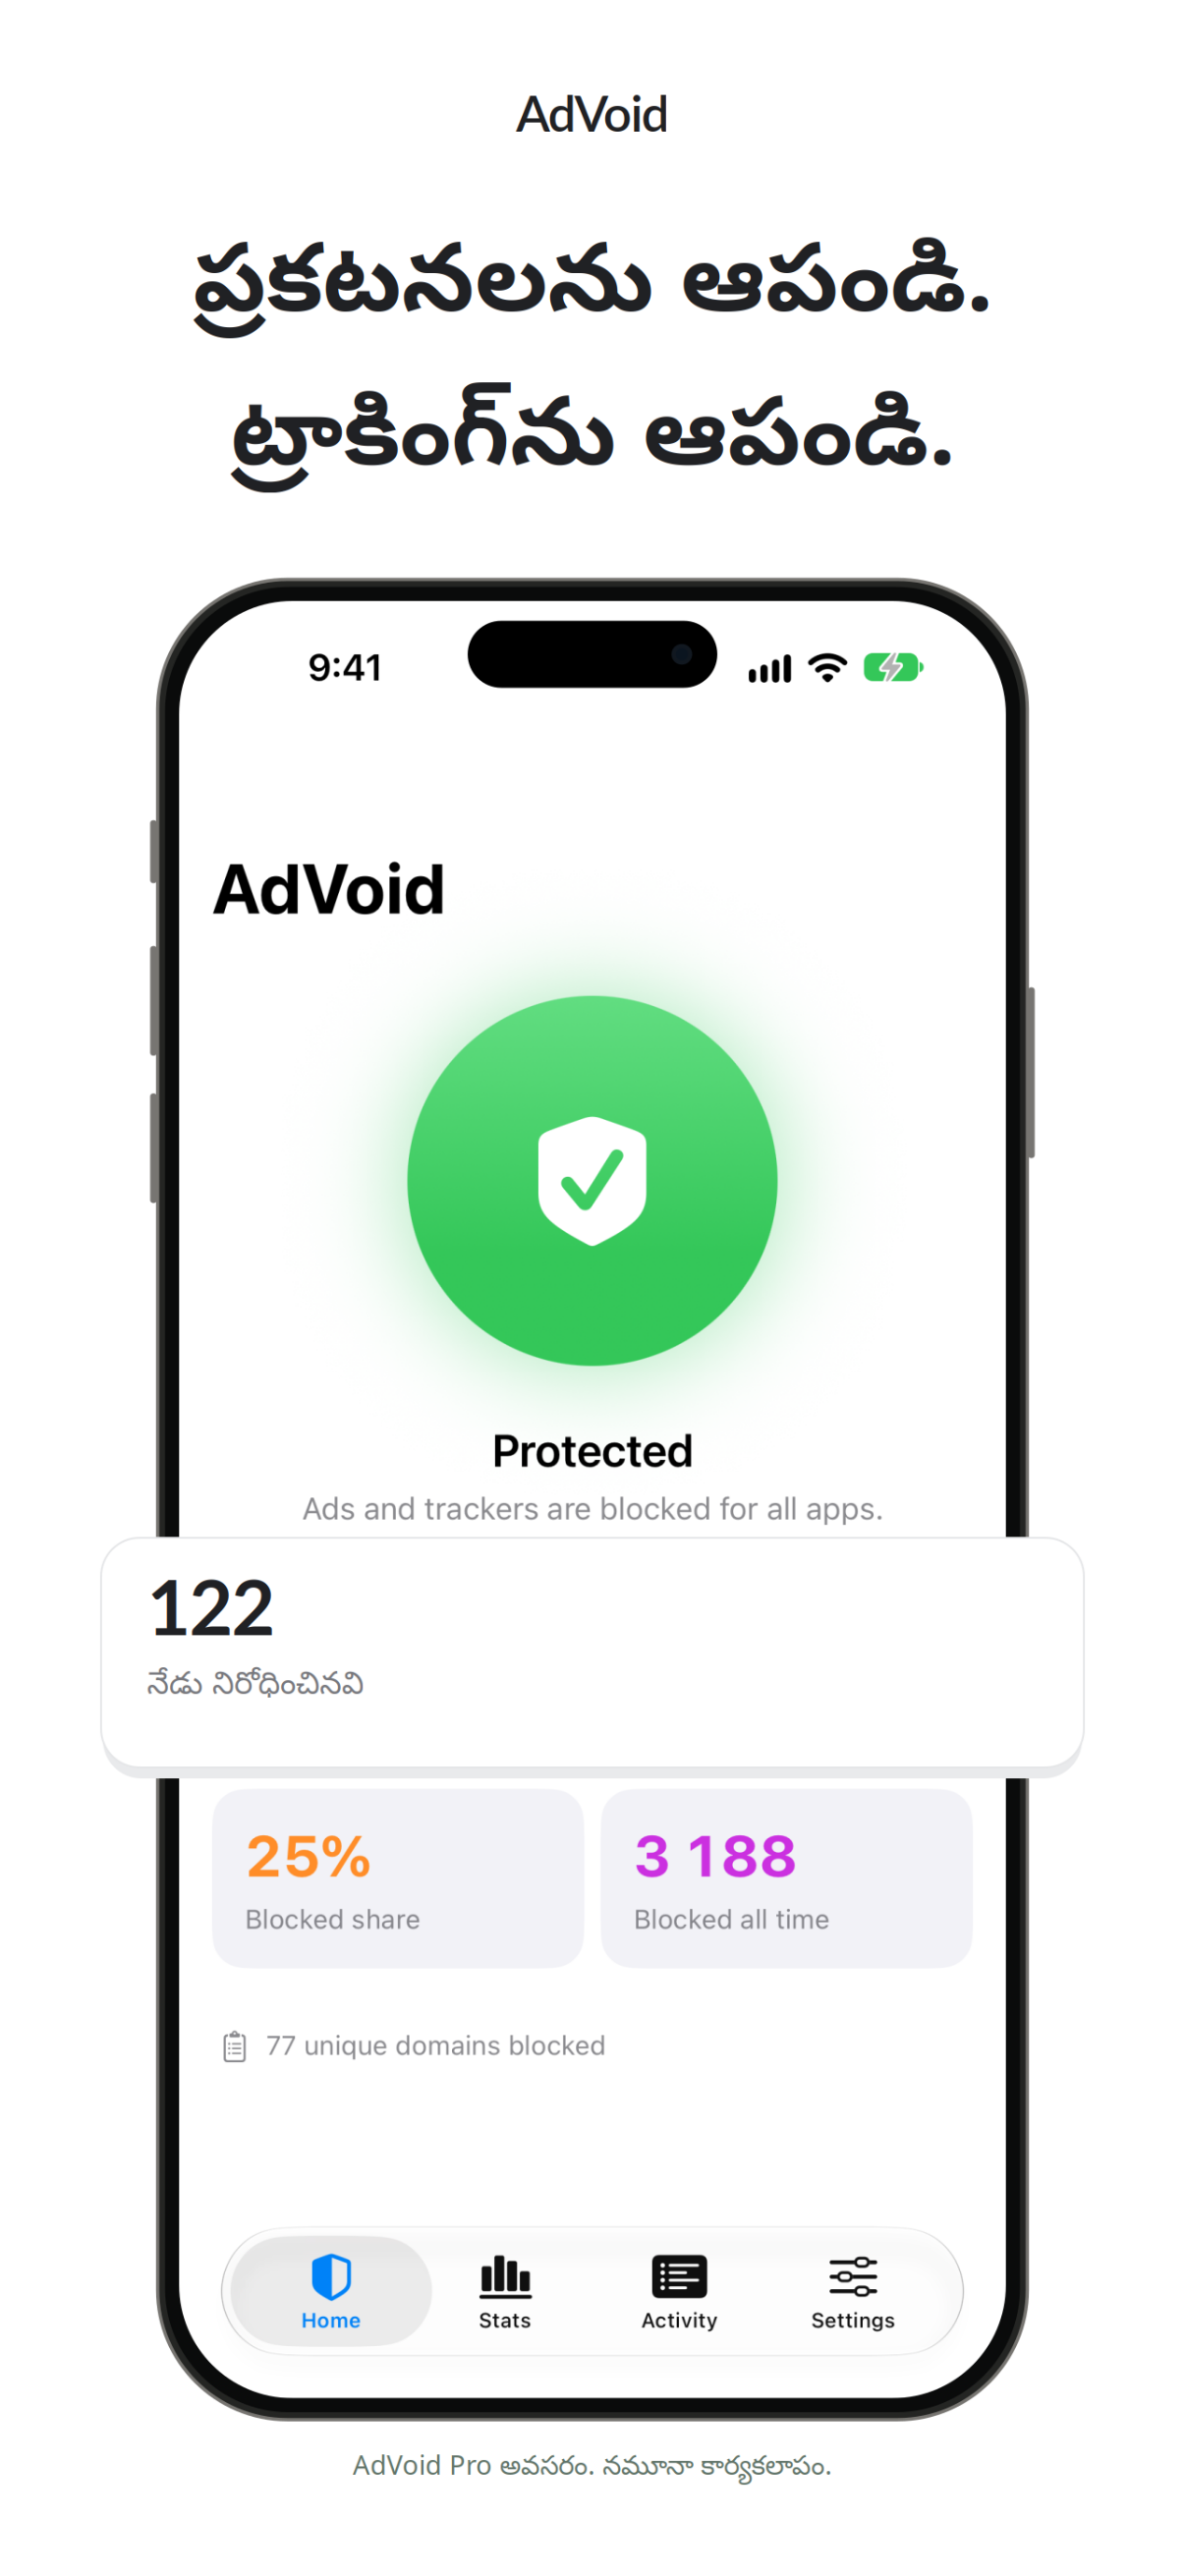 AdVoid
ప్రకటనలను ఆపండి.
ట్రాకింగ్‌ను ఆపండి.
9:41
AdVoid
Protected
Ads and trackers are blocked for all apps.
122
నేడు నిరోధించినవి
25%
3 188
Blocked share
Blocked all time
77 unique domains blocked
Home
Stats
Activity
Settings
AdVoid Pro అవసరం. నమూనా కార్యకలాపం.